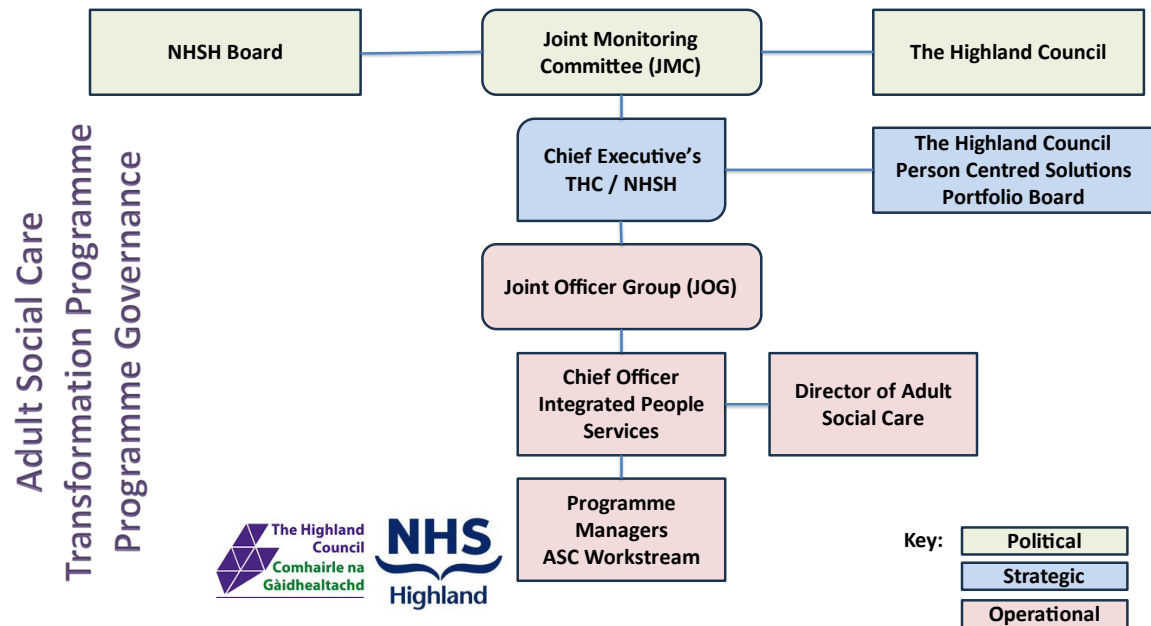 NHSH Board
Joint Monitoring
Committee (JMC)
The Highland Council
Chief Executive's
THC / NHSH
The Highland Council
Person Centred Solutions
Portfolio Board
Joint Officer Group (JOG)
Chief Officer
Integrated People
Services
Director of Adult
Social Care
Programme
Managers
ASC Workstream
Adult Social Care
Transformation Programme
Programme Governance
The Highland
Council
Comhairle na
Gàidhealtachd
NHS
Highland
Key:
Political
Strategic
Operational